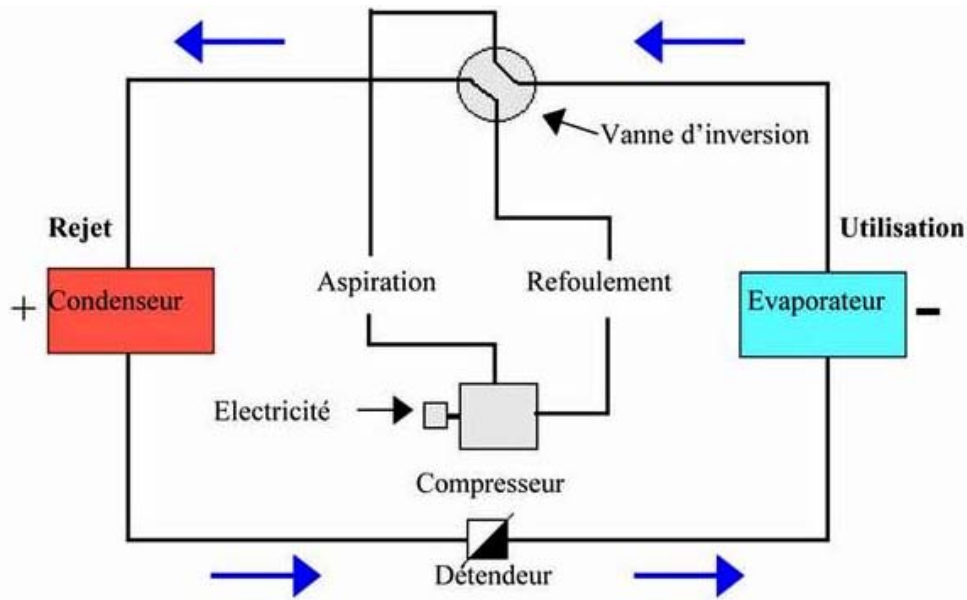 Vanne d'inversion
Rejet
Utilisation
Aspiration
Refoulement
+
Condenseur
Evaporateur
-
Electricité
Compresseur
Détendeur